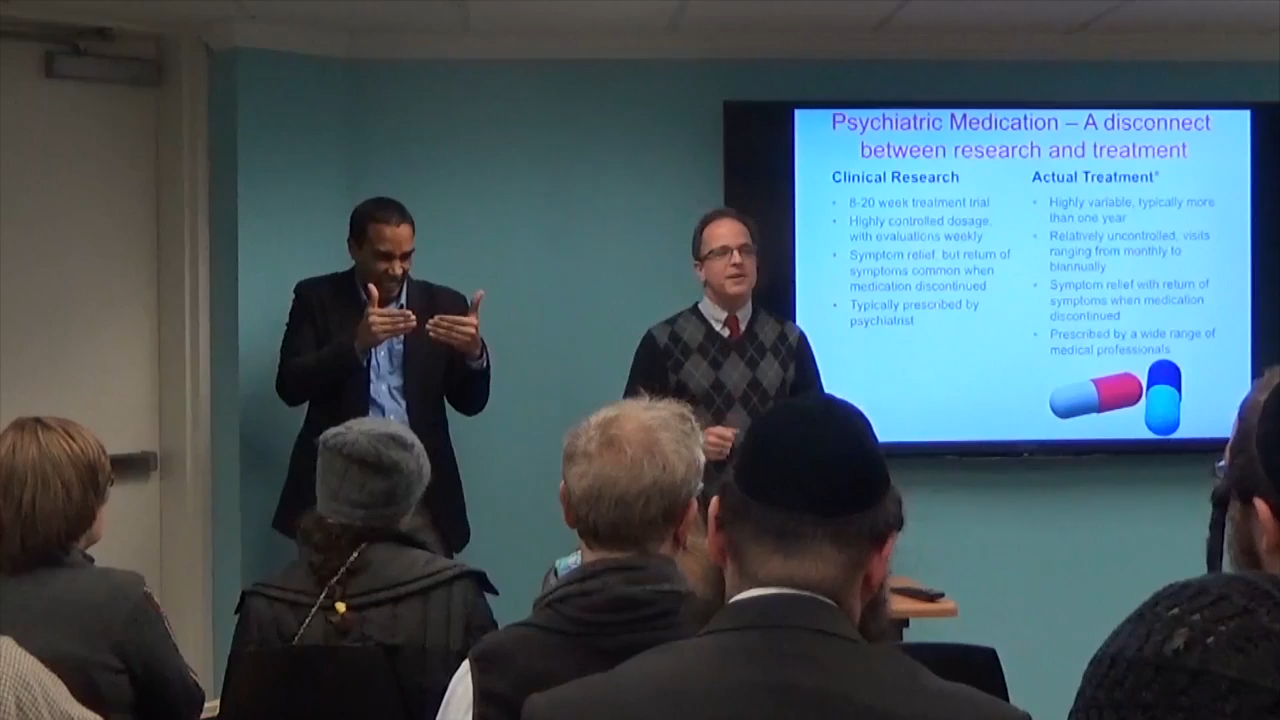 Psychiatric Medication – A disconnect
between research and treatment
Clinical Research
• 8-20 week treatment trial
• Highly controlled dosage,
with evaluations weekly
• Symptom relief, but return of
symptoms common when
medication discontinued
• Typically prescribed by
psychiatrist
Actual Treatment*
• Highly variable, typically more
than one year
• Relatively uncontrolled, visits
ranging from monthly to
biannually
• Symptom relief with return of
symptoms when medication
discontinued
• Prescribed by a wide range of
medical professionals